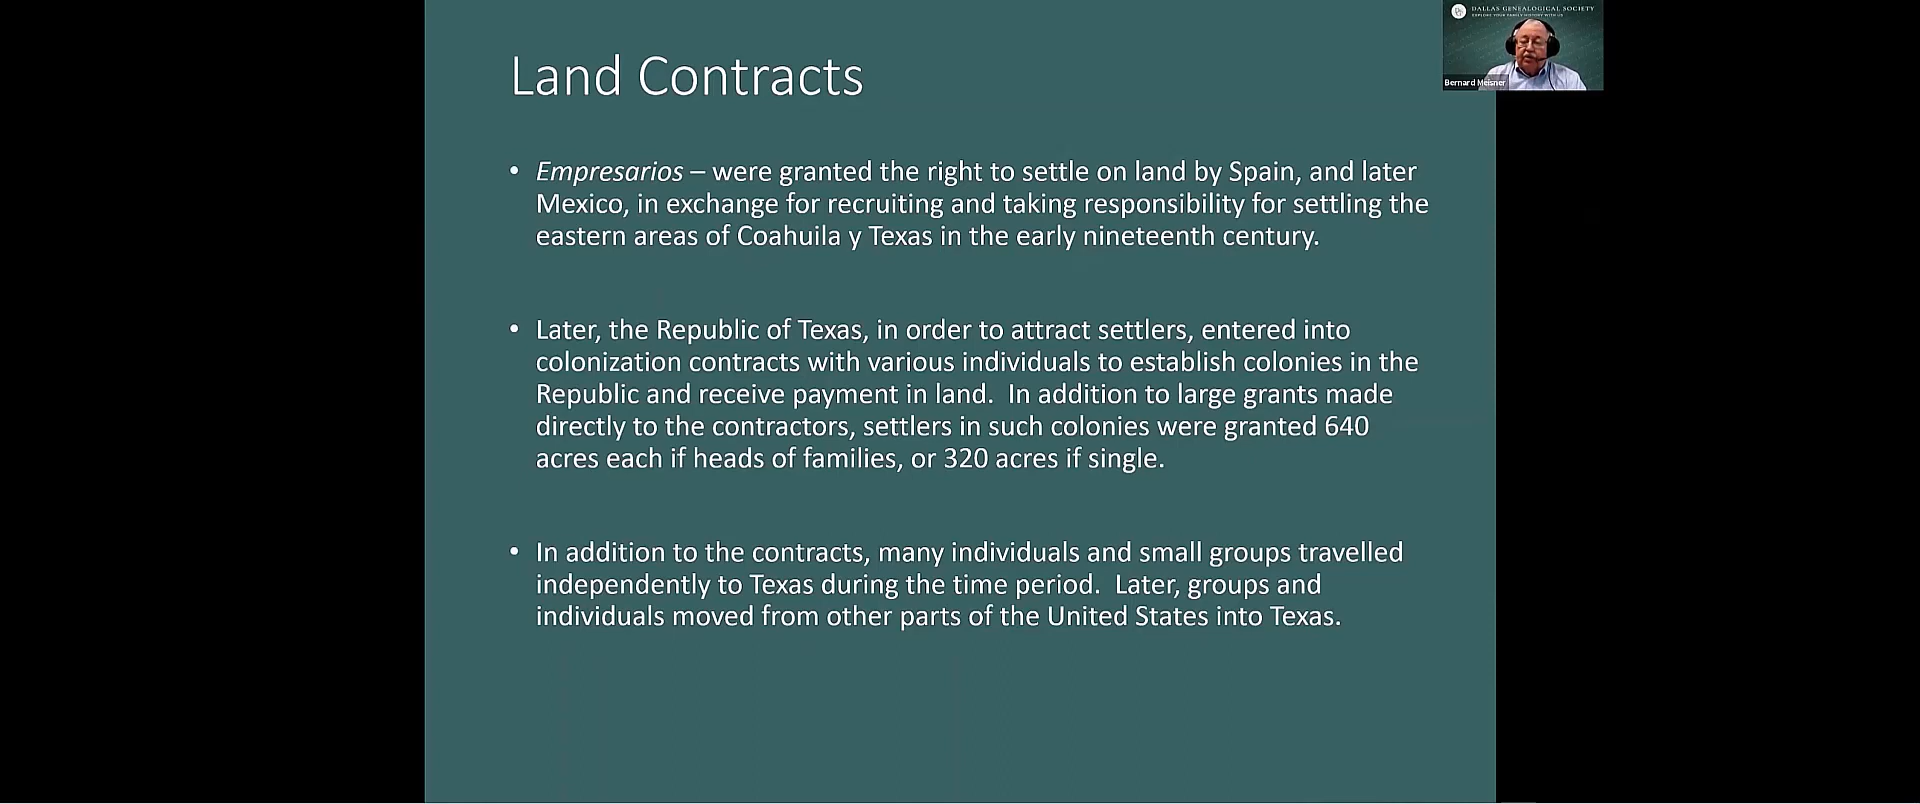 Land Contracts
DALLAS GENEALOGICAL SOCIETY
EXPLORE YOUR FAMILY HISTORY WITH US
Bernard Meisner
• Empresarios – were granted the right to settle on land by Spain, and later
Mexico, in exchange for recruiting and taking responsibility for settling the
eastern areas of Coahuila y Texas in the early nineteenth century.
• Later, the Republic of Texas, in order to attract settlers, entered into
colonization contracts with various individuals to establish colonies in the
Republic and receive payment in land.  In addition to large grants made
directly to the contractors, settlers in such colonies were granted 640
acres each if heads of families, or 320 acres if single.
• In addition to the contracts, many individuals and small groups travelled
independently to Texas during the time period.  Later, groups and
individuals moved from other parts of the United States into Texas.